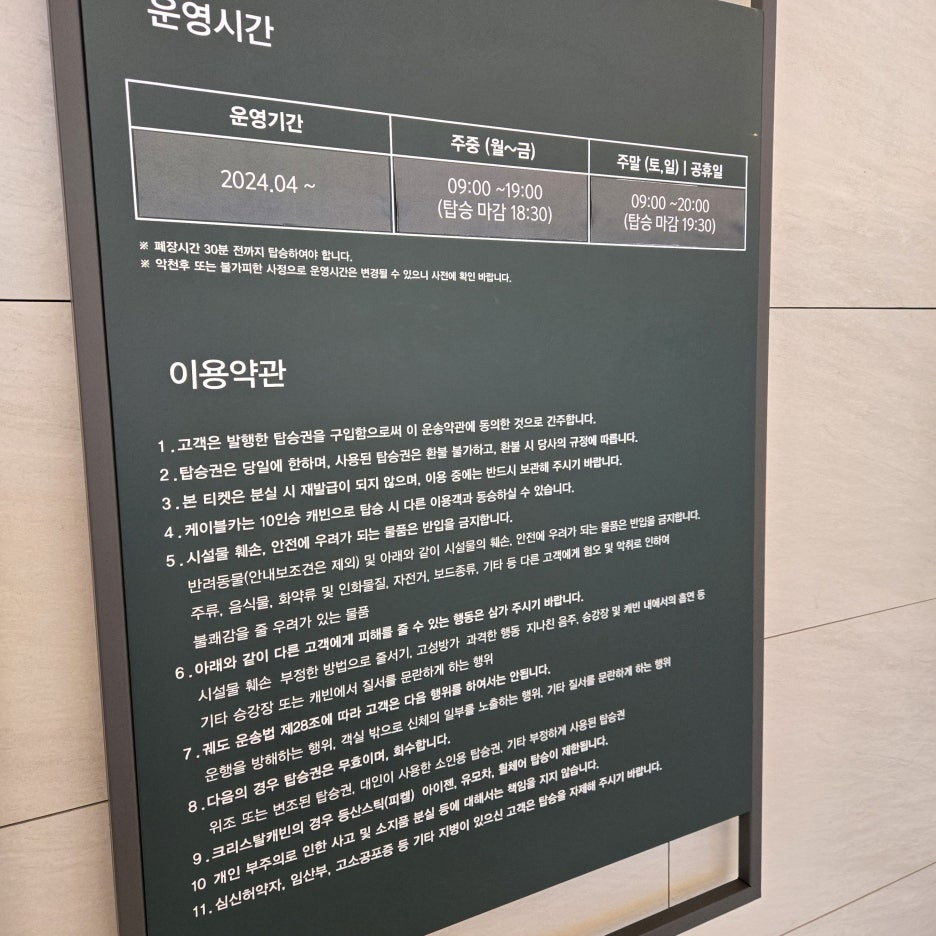 운영시간
운영기간
주중 (월~금)
주말 (토,일) | 공휴일
2024.04 ~
09:00 ~19:00
(탑승 마감 18:30)
09:00 ~20:00
(탑승 마감 19:30)
※ 폐장시간 30분 전까지 탑승하여야 합니다.
※ 악천후 또는 불가피한 사정으로 운영시간은 변경될 수 있으니 사전에 확인 바랍니다.
이용약관
1. 고객은 발행한 탑승권을 구입함으로써 이 운송약관에 동의한 것으로 간주합니다.
2. 탑승권은 당일에 한하며, 사용된 탑승권은 환불 불가하고, 환불 시 당사의 규정에 따릅니다.
3. 본 티켓은 분실 시 재발급이 되지 않으며, 이용 중에는 반드시 보관해 주시기 바랍니다.
4. 케이블카는 10인승 캐빈으로 탑승 시 다른 이용객과 동승하실 수 있습니다.
5. 시설물 훼손, 안전에 우려가 되는 물품은 반입을 금지합니다.
반려동물(안내보조견은 제외) 및 아래와 같이 시설물의 훼손, 안전에 우려가 되는 물품은 반입을 금지합니다.
주류, 음식물, 화약류 및 인화물질, 자전거, 보드종류, 기타 등 다른 고객에게 혐오 및 악취로 인하여
불쾌감을 줄 우려가 있는 물품
6. 아래와 같이 다른 고객에게 피해를 줄 수 있는 행동은 삼가 주시기 바랍니다.
시설물 훼손 부정한 방법으로 줄서기, 고성방가 과격한 행동 지나친 음주, 승강장 및 캐빈 내에서의 흡연 등
기타 승강장 또는 캐빈에서 질서를 문란하게 하는 행위
7. 궤도 운송법 제28조에 따라 고객은 다음 행위를 하여서는 안됩니다.
운행을 방해하는 행위, 객실 밖으로 신체의 일부를 노출하는 행위, 기타 질서를 문란하게 하는 행위
8. 다음의 경우 탑승권은 무효이며, 회수합니다.
위조 또는 변조된 탑승권, 대인이 사용한 소인용 탑승권, 기타 부정하게 사용된 탑승권
9. 크리스탈캐빈의 경우 등산스틱(피켈) 아이젠, 유모차, 휠체어 탑승이 제한됩니다.
10 개인 부주의로 인한 사고 및 소지품 분실 등에 대해서는 책임을 지지 않습니다.
11. 심신허약자, 임산부, 고소공포증 등 기타 지병이 있으신 고객은 탑승을 자제해 주시기 바랍니다.